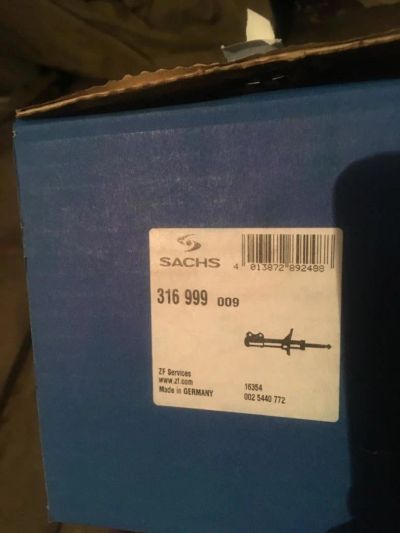 SACHS
4 013872 892488
316 999 009
ZF Services
www.zf.com
Made in GERMANY
16354
002 5440 772